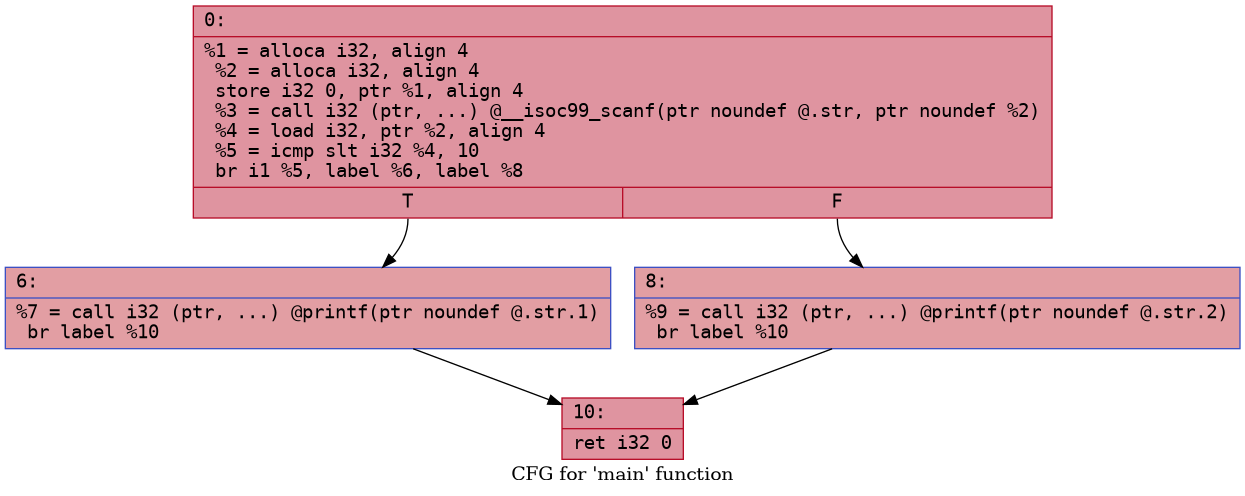 0:
%1 = alloca i32, align 4
%2 = alloca i32, align 4
store i32 0, ptr %1, align 4
%3 = call i32 (ptr, ...) @__isoc99_scanf(ptr noundef @.str, ptr noundef %2)
%4 = load i32, ptr %2, align 4
%5 = icmp slt i32 %4, 10
br i1 %5, label %6, label %8
T
F
6:
%7 = call i32 (ptr, ...) @printf(ptr noundef @.str.1)
br label %10
8:
%9 = call i32 (ptr, ...) @printf(ptr noundef @.str.2)
br label %10
10:
ret i32 0
CFG for 'main' function